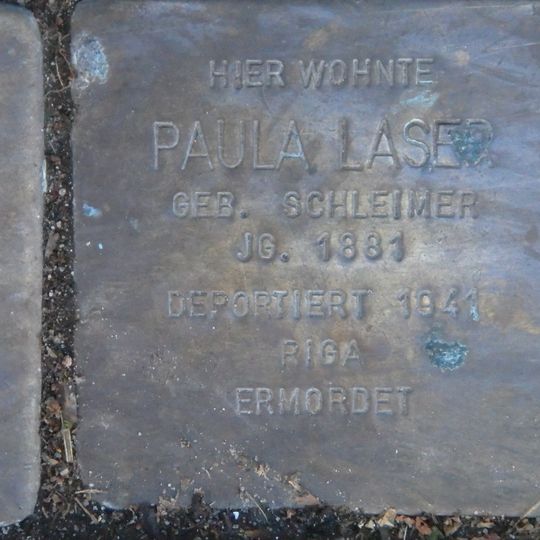 HIER WOHNTE
PAULA LASER
GEB. SCHLEIMER
JG. 1881
DEPORTIERT 1941
RIGA
ERMORDET